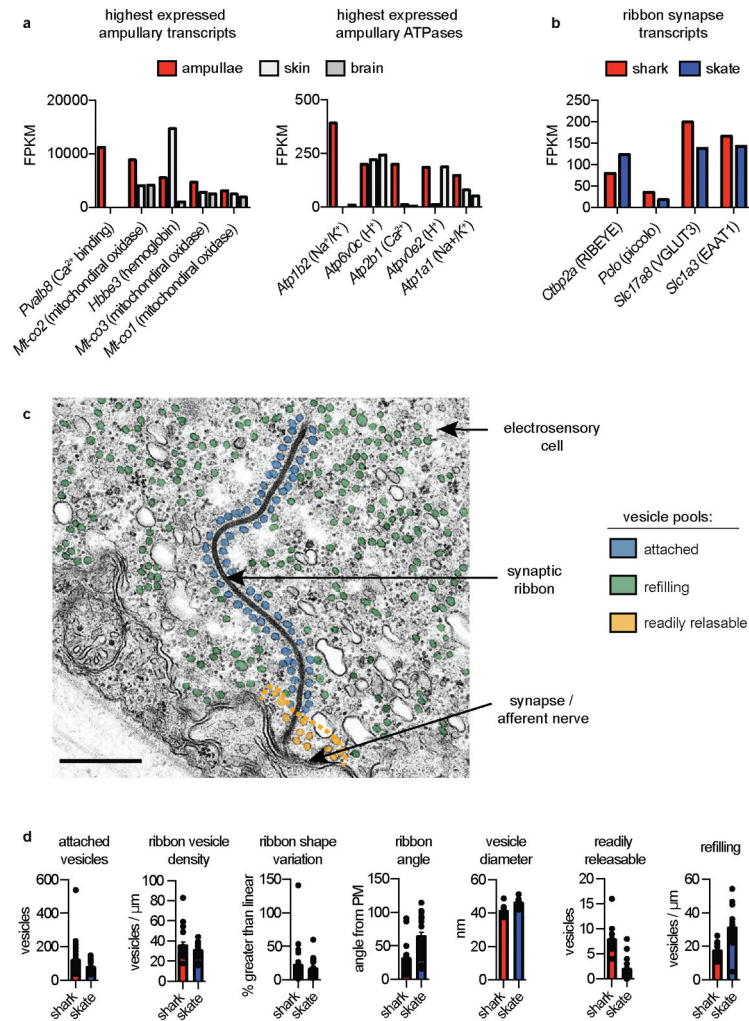 a
highest expressed
ampullary transcripts
highest expressed
ampullary ATPases
ampullae
skin
brain
FPKM
20000
10000
0
Pvalb8 (Ca²⁺ binding)
Mt-co2 (mitochondiral oxidase)
Hbbe3 (hemoglobin)
Mt-co3 (mitochondiral oxidase)
Mt-co1 (mitochondiral oxidase)
FPKM
500
250
0
Atp1b2 (Na⁺/K⁺)
Atp6v0c (H⁺)
Atp2b1 (Ca²⁺)
Atpv0e2 (H⁺)
Atp1a1 (Na+/K⁺)
b
ribbon synapse
transcripts
shark
skate
FPKM
250
200
150
100
50
0
Ctbp2a (RIBEYE)
Pclo (piccolo)
Slc17a8 (VGLUT3)
Slc1a3 (EAAT1)
c
electrosensory
cell
synaptic
ribbon
synapse /
afferent nerve
vesicle pools:
attached
refilling
readily relasable
d
attached
vesicles
vesicles
600
400
200
0
shark
skate
ribbon vesicle
density
vesicles / µm
100
80
60
40
20
0
shark
skate
ribbon shape
variation
% greater than linear
150
100
50
0
shark
skate
ribbon
angle
angle from PM
150
100
50
0
shark
skate
vesicle
diameter
nm
60
40
20
0
shark
skate
readily
releasable
vesicles
20
15
10
5
0
shark
skate
refilling
vesicles / µm
60
40
20
0
shark
skate